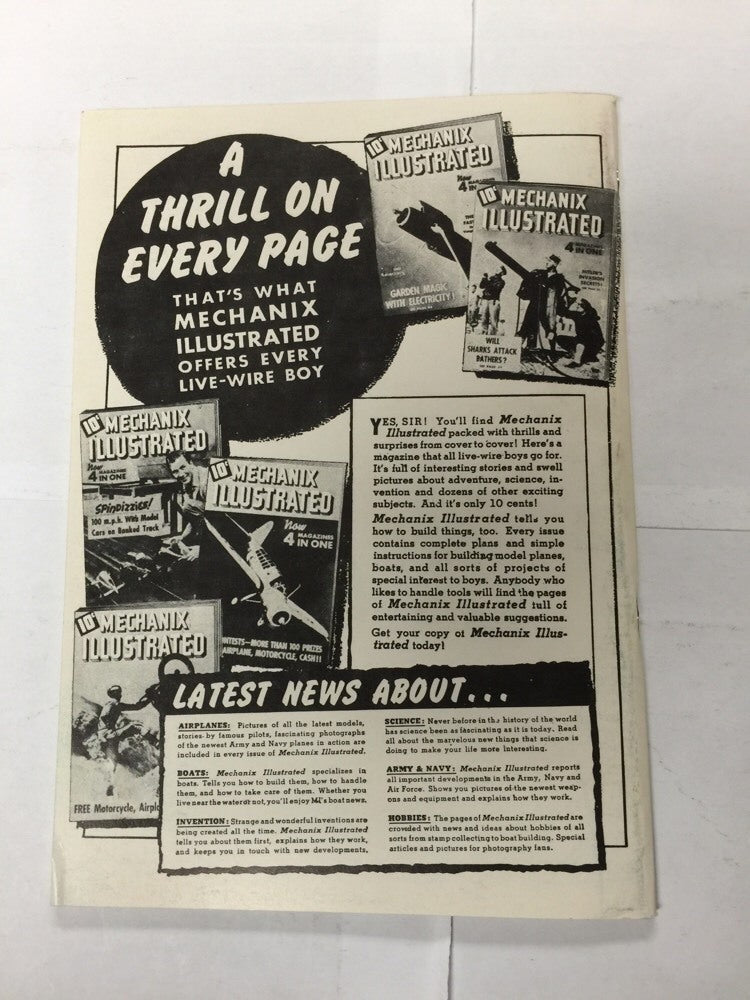 A
THRILL ON
EVERY PAGE
THAT'S WHAT
MECHANIX
ILLUSTRATED
OFFERS EVERY
LIVE-WIRE BOY
10¢ MECHANIX
ILLUSTRATED
Now
4 MAGAZINES
IN ONE
GARDEN MAGIC
WITH ELECTRICITY!
10¢ MECHANIX
ILLUSTRATED
4 MAGAZINES
IN ONE
HITLER'S
INVASION
SECRETS!
WILL
SHARKS ATTACK
BATHERS?
10¢ MECHANIX
ILLUSTRATED
Now
4 MAGAZINES
IN ONE
SPINDIZZIES!
100 m.p.h. With Model
Cars on Banked Track
10¢ MECHANIX
ILLUSTRATED
Now
4 MAGAZINES
IN ONE
NTESTS—MORE THAN 100 PRIZES
AIRPLANE, MOTORCYCLE, CASH!!
10¢ MECHANIX
ILLUSTRATED
FREE Motorcycle, Airpl
YES, SIR! You'll find Mechanix
Illustrated packed with thrills and
surprises from cover to cover! Here's a
magazine that all live-wire boys go for.
It's full of interesting stories and swell
pictures about adventure, science, in-
vention and dozens of other exciting
subjects. And it's only 10 cents!
Mechanix Illustrated tells you
how to build things, too. Every issue
contains complete plans and simple
instructions for building model planes,
boats, and all sorts of projects of
special interest to boys. Anybody who
likes to handle tools will find the pages
of Mechanix Illustrated full of
entertaining and valuable suggestions.
Get your copy of Mechanix Illus-
trated today!
LATEST NEWS ABOUT...
AIRPLANES: Pictures of all the latest models,
stories by famous pilots, fascinating photographs
of the newest Army and Navy planes in action are
included in every issue of Mechanix Illustrated.
BOATS: Mechanix Illustrated specializes in
boats. Tells you how to build them, how to handle
them, and how to take care of them. Whether you
live near the water or not, you'll enjoy MI's boat news.
INVENTION: Strange and wonderful inventions are
being created all the time. Mechanix Illustrated
tells you about them first, explains how they work,
and keeps you in touch with new developments.
SCIENCE: Never before in the history of the world
has science been as fascinating as it is today. Read
all about the marvelous new things that science is
doing to make your life more interesting.
ARMY & NAVY: Mechanix Illustrated reports
all important developments in the Army, Navy and
Air Force. Shows you pictures of the newest weap-
ons and equipment and explains how they work.
HOBBIES: The pages of Mechanix Illustrated are
crowded with news and ideas about hobbies of all
sorts from stamp collecting to boat building. Special
articles and pictures for photography fans.